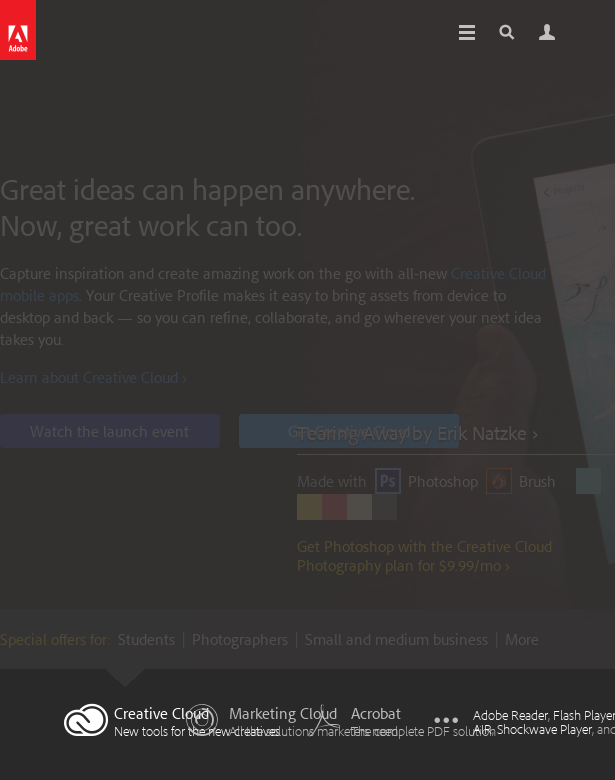 Adobe
Projects
Great ideas can happen anywhere.
Now, great work can too.
Capture inspiration and create amazing work on the go with all-new Creative Cloud
mobile apps. Your Creative Profile makes it easy to bring assets from device to
desktop and back — so you can refine, collaborate, and go wherever your next idea
takes you.
Learn about Creative Cloud ›
Watch the launch event
Get Creative Cloud
Tearing Away by Erik Natzke ›
Made with Ps Photoshop Brush
Get Photoshop with the Creative Cloud
Photography plan for $9.99/mo ›
Special offers for: Students | Photographers | Small and medium business | More
Creative Cloud
New tools for the new creatives
Marketing Cloud
All the solutions marketers need
Acrobat
The complete PDF solution
Adobe Reader, Flash Player
AIR, Shockwave Player, and